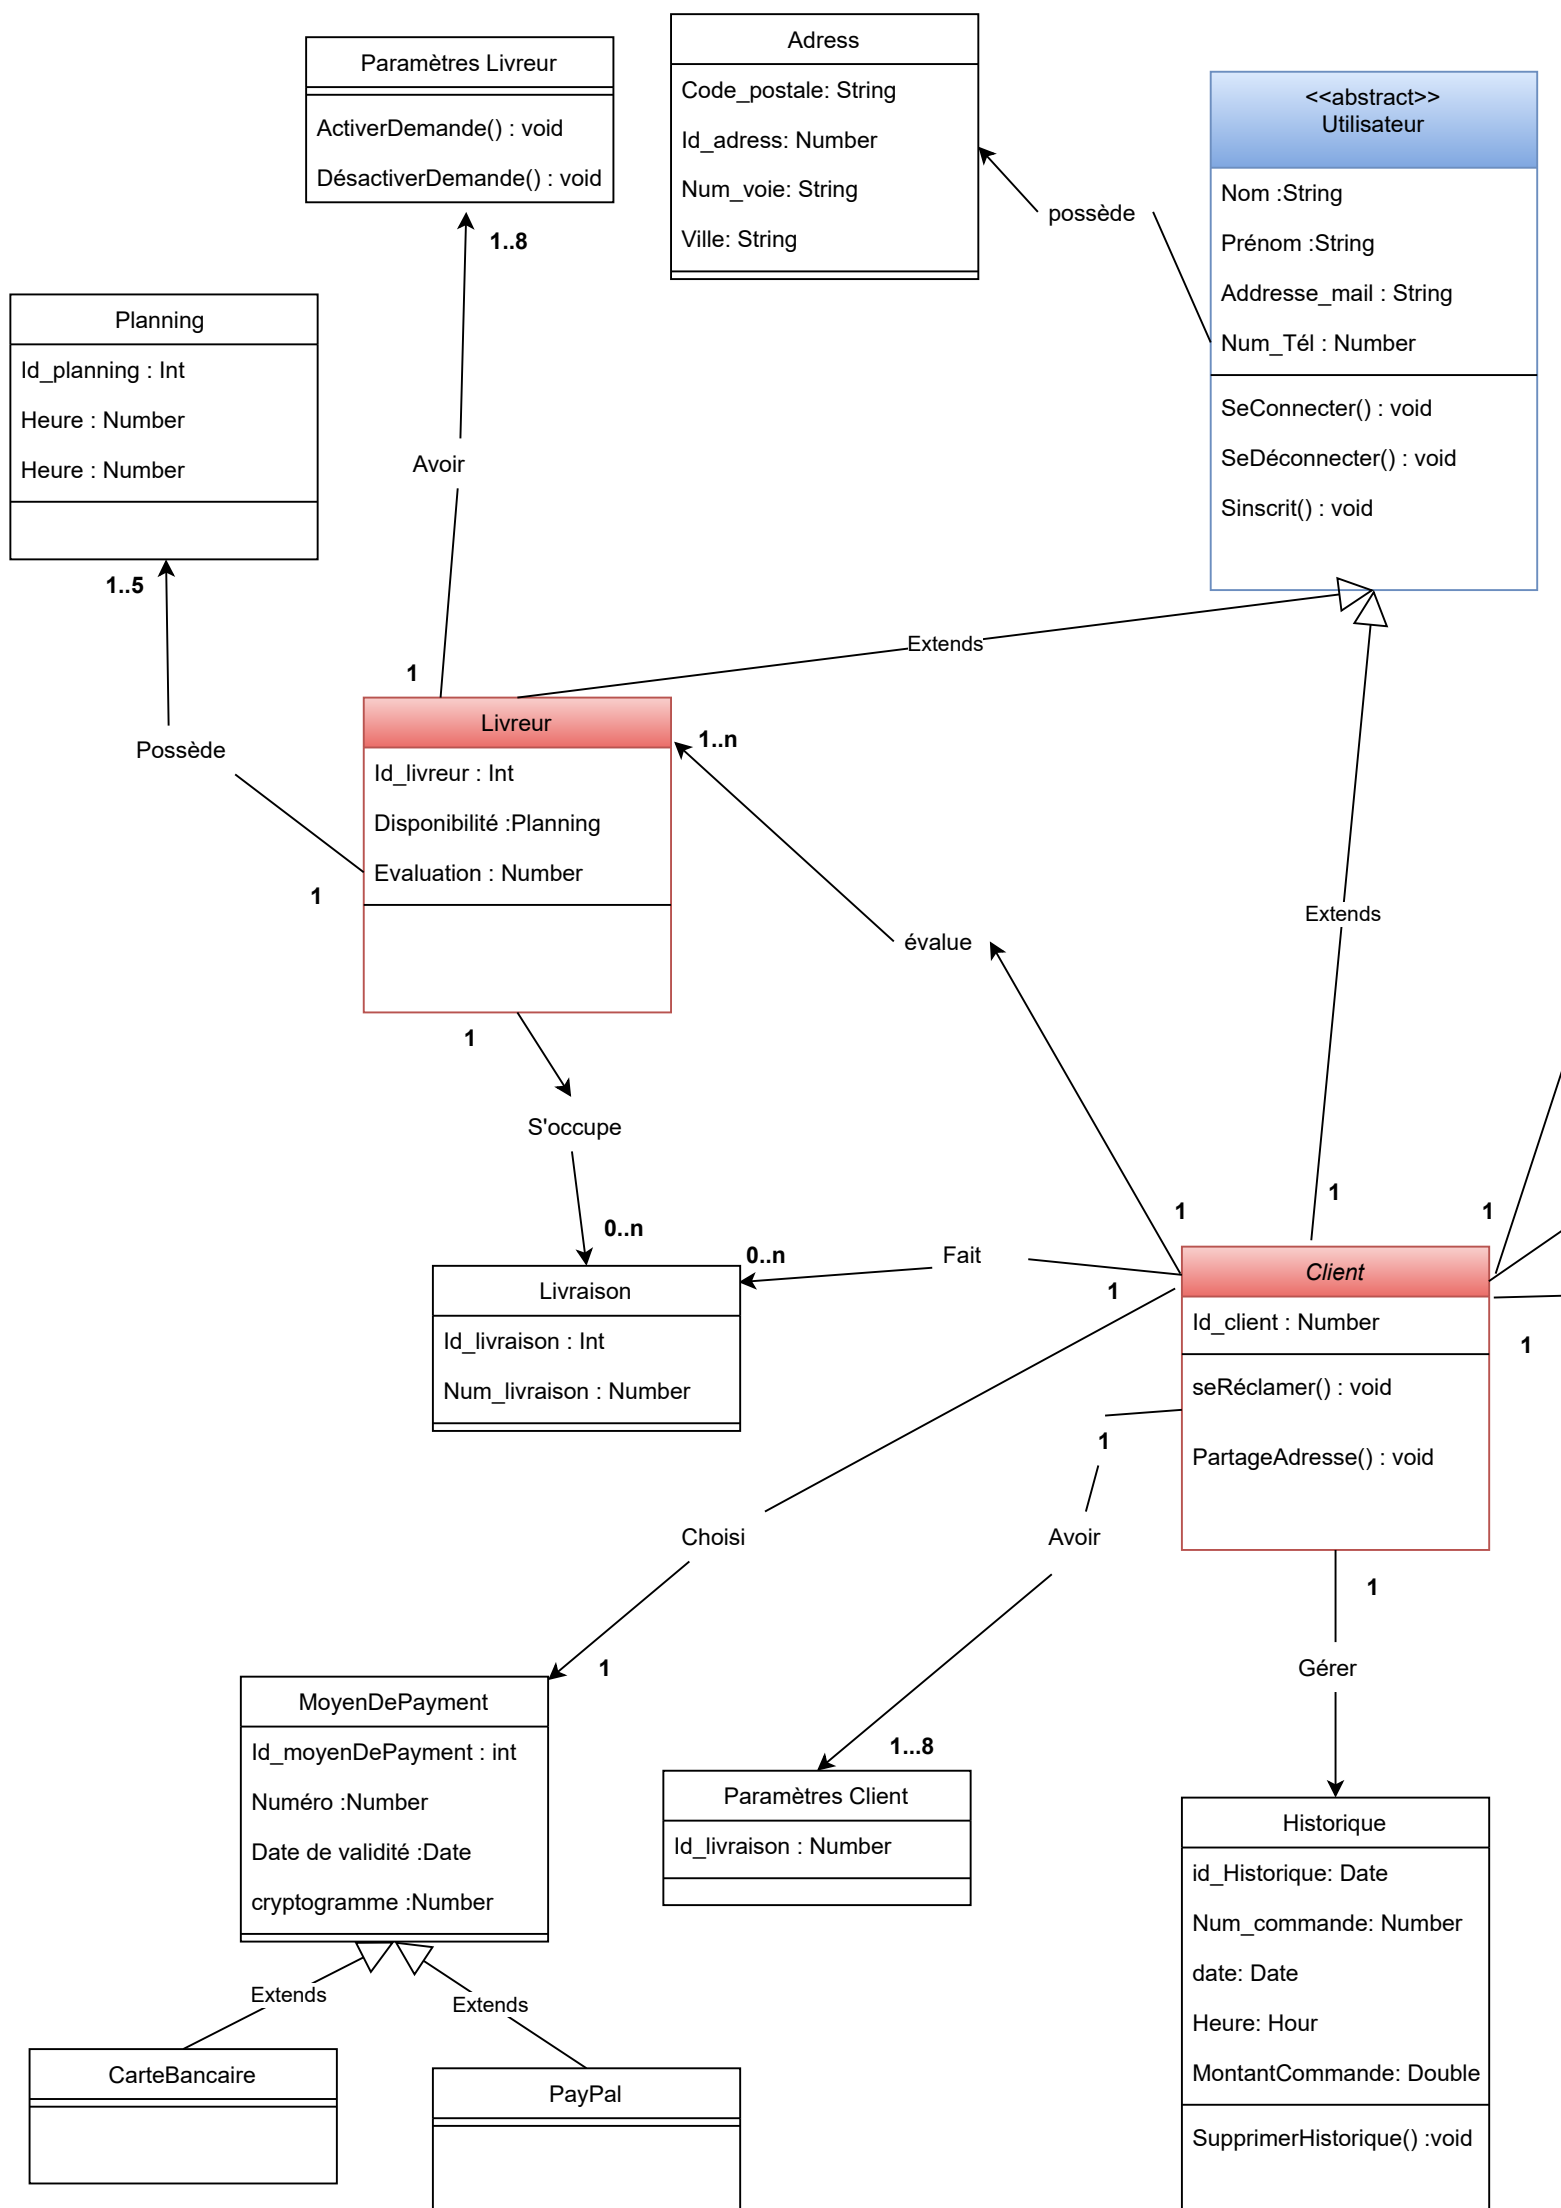 Paramètres Livreur
ActiverDemande() : void
DésactiverDemande() : void
1..8
Adress
Code_postale: String
Id_adress: Number
Num_voie: String
Ville: String
possède
<<abstract>>
Utilisateur
Nom :String
Prénom :String
Addresse_mail : String
Num_Tél : Number
SeConnecter() : void
SeDéconnecter() : void
Sinscrit() : void
Planning
Id_planning : Int
Heure : Number
Heure : Number
1..5
Avoir
Extends
1
Possède
Livreur
Id_livreur : Int
Disponibilité :Planning
Evaluation : Number
1
1..n
évalue
Extends
1
S'occupe
0..n
0..n
Fait
1
1
1
1
1
Livraison
Id_livraison : Int
Num_livraison : Number
Client
Id_client : Number
seRéclamer() : void
PartageAdresse() : void
1
Choisi
Avoir
1
Gérer
1
1...8
MoyenDePayment
Id_moyenDePayment : int
Numéro :Number
Date de validité :Date
cryptogramme :Number
Paramètres Client
Id_livraison : Number
Historique
id_Historique: Date
Num_commande: Number
date: Date
Heure: Hour
MontantCommande: Double
SupprimerHistorique() :void
Extends
Extends
CarteBancaire
PayPal